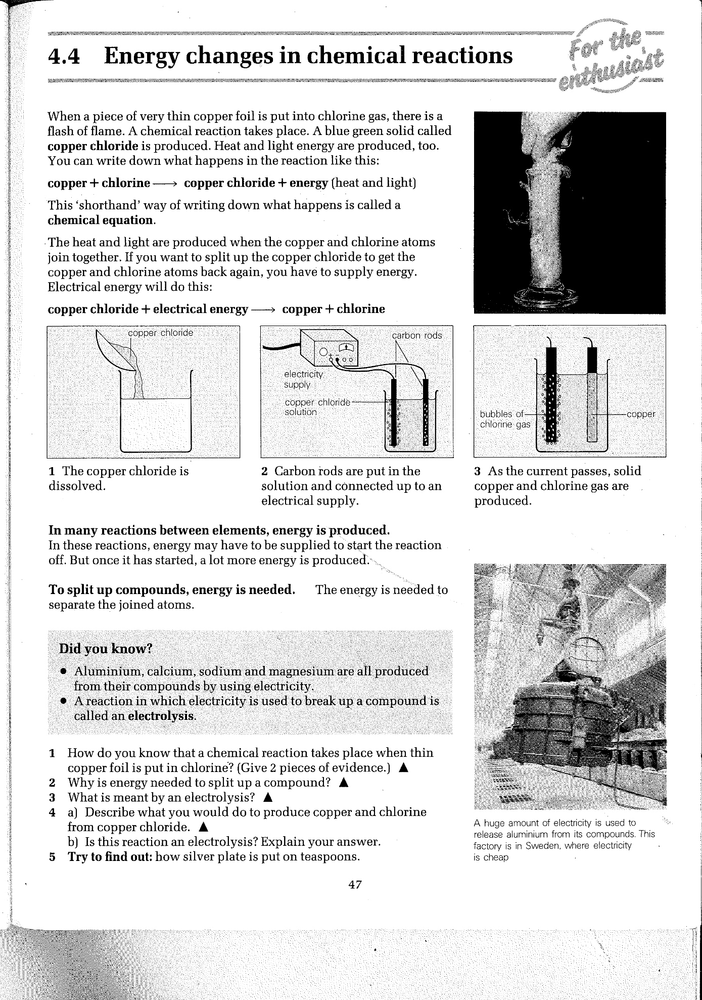 For the
enthusiast
4.4 Energy changes in chemical reactions
When a piece of very thin copper foil is put into chlorine gas, there is a
flash of flame. A chemical reaction takes place. A blue green solid called
copper chloride is produced. Heat and light energy are produced, too.
You can write down what happens in the reaction like this:
copper + chlorine ⟶ copper chloride + energy (heat and light)
This ‘shorthand’ way of writing down what happens is called a
chemical equation.
The heat and light are produced when the copper and chlorine atoms
join together. If you want to split up the copper chloride to get the
copper and chlorine atoms back again, you have to supply energy.
Electrical energy will do this:
copper chloride + electrical energy ⟶ copper + chlorine
copper chloride
1 The copper chloride is
dissolved.
carbon rods
+ −
electricity
supply
copper chloride
solution
2 Carbon rods are put in the
solution and connected up to an
electrical supply.
bubbles of
chlorine gas
copper
3 As the current passes, solid
copper and chlorine gas are
produced.
In many reactions between elements, energy is produced.
In these reactions, energy may have to be supplied to start the reaction
off. But once it has started, a lot more energy is produced.
To split up compounds, energy is needed. The energy is needed to
separate the joined atoms.
Did you know?
● Aluminium, calcium, sodium and magnesium are all produced
from their compounds by using electricity.
● A reaction in which electricity is used to break up a compound is
called an electrolysis.
1 How do you know that a chemical reaction takes place when thin
copper foil is put in chlorine? (Give 2 pieces of evidence.) ▲
2 Why is energy needed to split up a compound? ▲
3 What is meant by an electrolysis? ▲
4 a) Describe what you would do to produce copper and chlorine
from copper chloride. ▲
b) Is this reaction an electrolysis? Explain your answer.
5 Try to find out: how silver plate is put on teaspoons.
A huge amount of electricity is used to
release aluminium from its compounds. This
factory is in Sweden, where electricity
is cheap
47